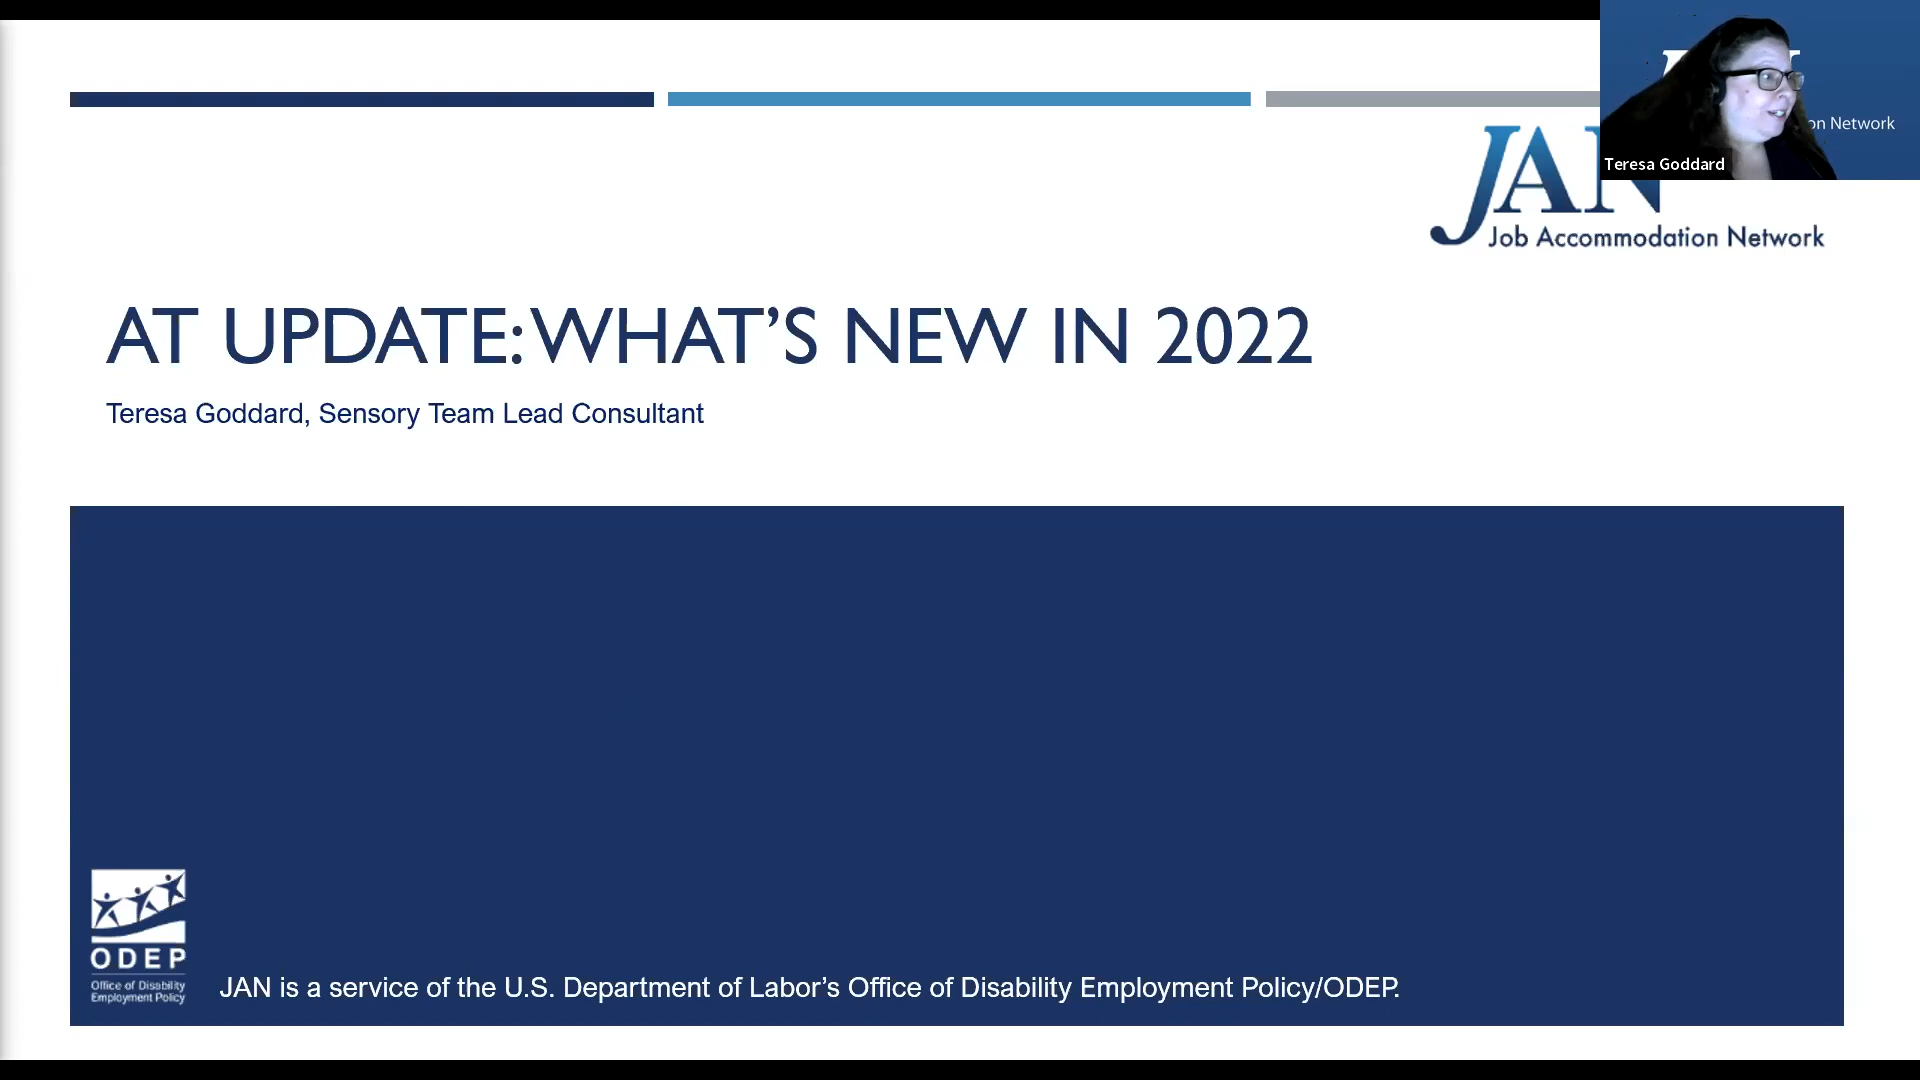 on Network
Teresa Goddard
JAN
Job Accommodation Network
AT UPDATE: WHAT’S NEW IN 2022
Teresa Goddard, Sensory Team Lead Consultant
ODEP
Office of Disability
Employment Policy
JAN is a service of the U.S. Department of Labor’s Office of Disability Employment Policy/ODEP.